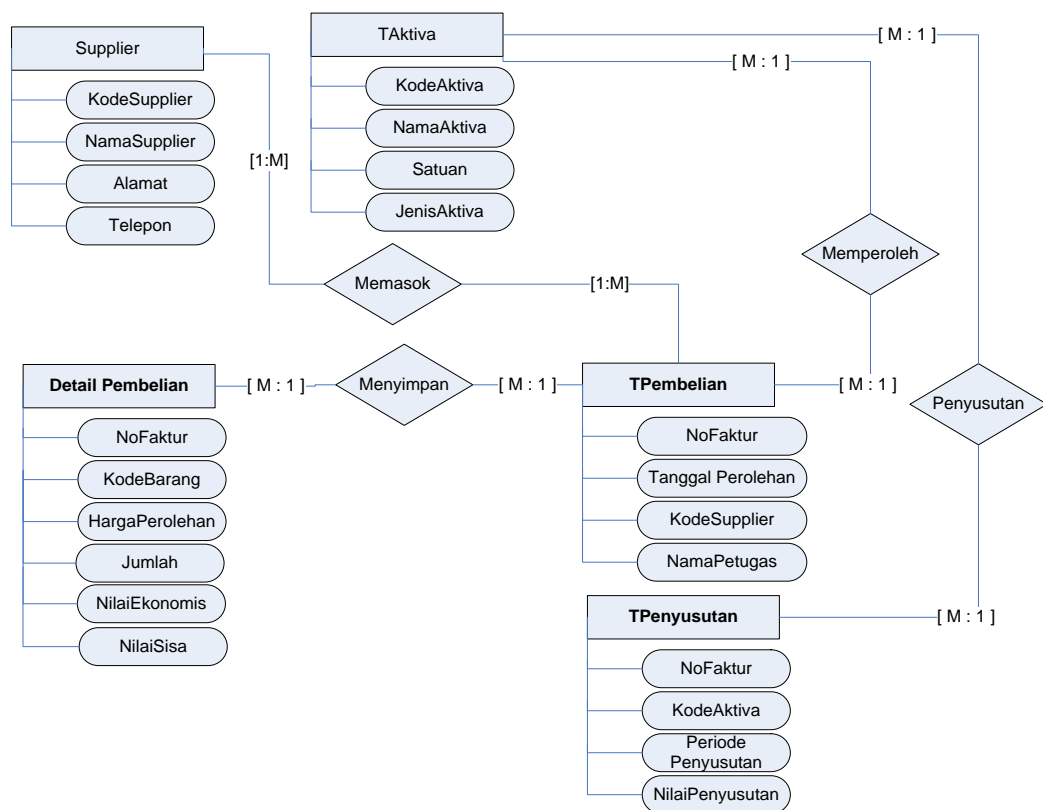 Supplier
KodeSupplier
NamaSupplier
Alamat
Telepon
TAktiva
KodeAktiva
NamaAktiva
Satuan
JenisAktiva
[ M : 1 ]
[ M : 1 ]
[1:M]
Memperoleh
Memasok
[1:M]
Detail Pembelian
[ M : 1 ]
Menyimpan
[ M : 1 ]
TPembelian
[ M : 1 ]
Penyusutan
NoFaktur
KodeBarang
HargaPerolehan
Jumlah
NilaiEkonomis
NilaiSisa
NoFaktur
Tanggal Perolehan
KodeSupplier
NamaPetugas
TPenyusutan
[ M : 1 ]
NoFaktur
KodeAktiva
Periode
Penyusutan
NilaiPenyusutan